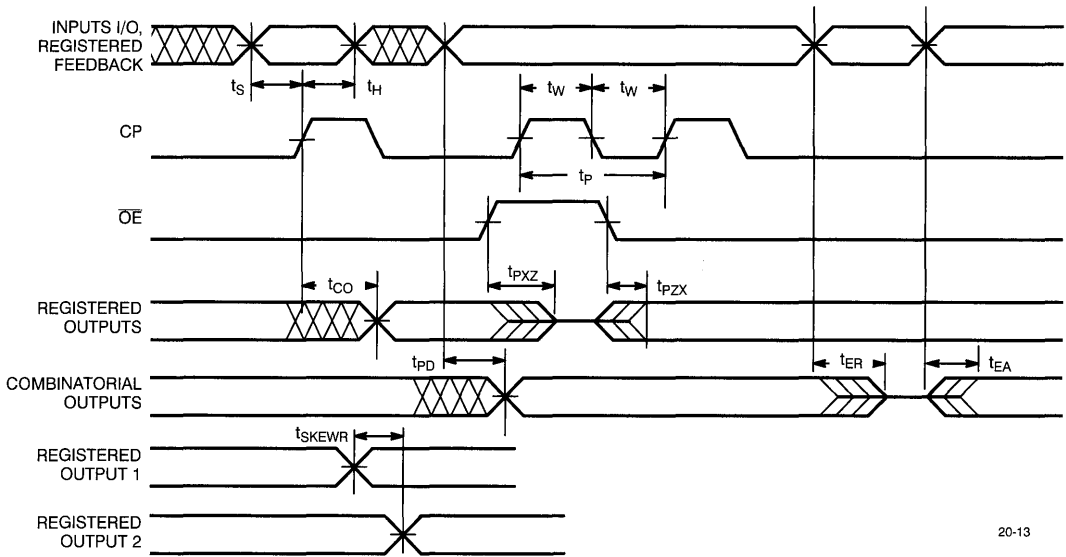 INPUTS I/O,
REGISTERED
FEEDBACK
tS
tH
CP
tW
tW
tP
OE
tPXZ
tPZX
tCO
REGISTERED
OUTPUTS
tPD
tER
tEA
COMBINATORIAL
OUTPUTS
tSKEWR
REGISTERED
OUTPUT 1
REGISTERED
OUTPUT 2
20-13